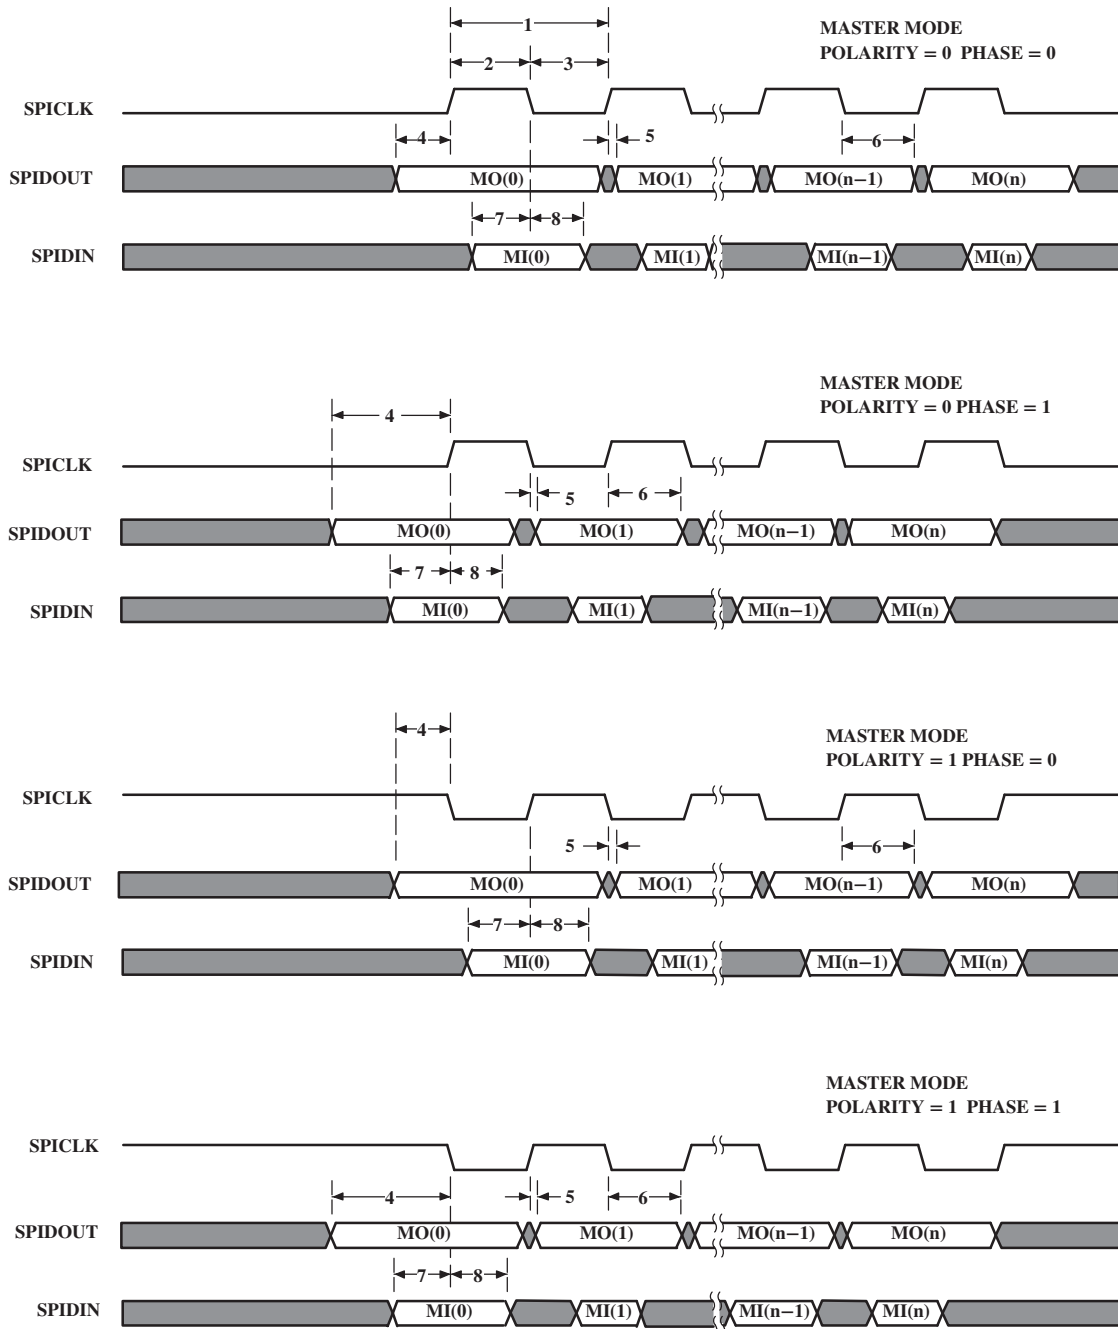 1
MASTER MODE
POLARITY = 0 PHASE = 0
2 3
SPICLK
4 5 6
SPIDOUT MO(0) MO(1) MO(n−1) MO(n)
7 8
SPIDIN MI(0) MI(1) MI(n−1) MI(n)
MASTER MODE
POLARITY = 0 PHASE = 1
4
SPICLK
5 6
SPIDOUT MO(0) MO(1) MO(n−1) MO(n)
7 8
SPIDIN MI(0) MI(1) MI(n−1) MI(n)
4
MASTER MODE
POLARITY = 1 PHASE = 0
SPICLK
5 6
SPIDOUT MO(0) MO(1) MO(n−1) MO(n)
7 8
SPIDIN MI(0) MI(1) MI(n−1) MI(n)
MASTER MODE
POLARITY = 1 PHASE = 1
SPICLK
4 5 6
SPIDOUT MO(0) MO(1) MO(n−1) MO(n)
7 8
SPIDIN MI(0) MI(1) MI(n−1) MI(n)